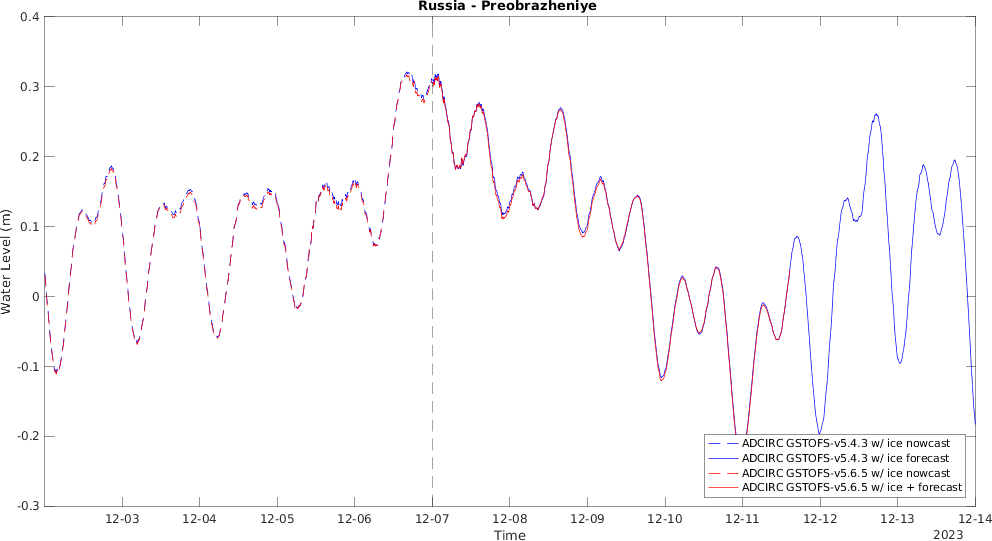 Russia - Preobrazheniye
0.4
0.3
0.2
0.1
0
-0.1
-0.2
-0.3
Water Level (m)
ADCIRC GSTOFS-v5.4.3 w/ ice nowcast
ADCIRC GSTOFS-v5.4.3 w/ ice forecast
ADCIRC GSTOFS-v5.6.5 w/ ice nowcast
ADCIRC GSTOFS-v5.6.5 w/ ice + forecast
12-03 12-04 12-05 12-06 12-07 12-08 12-09 12-10 12-11 12-12 12-13 12-14
Time
2023